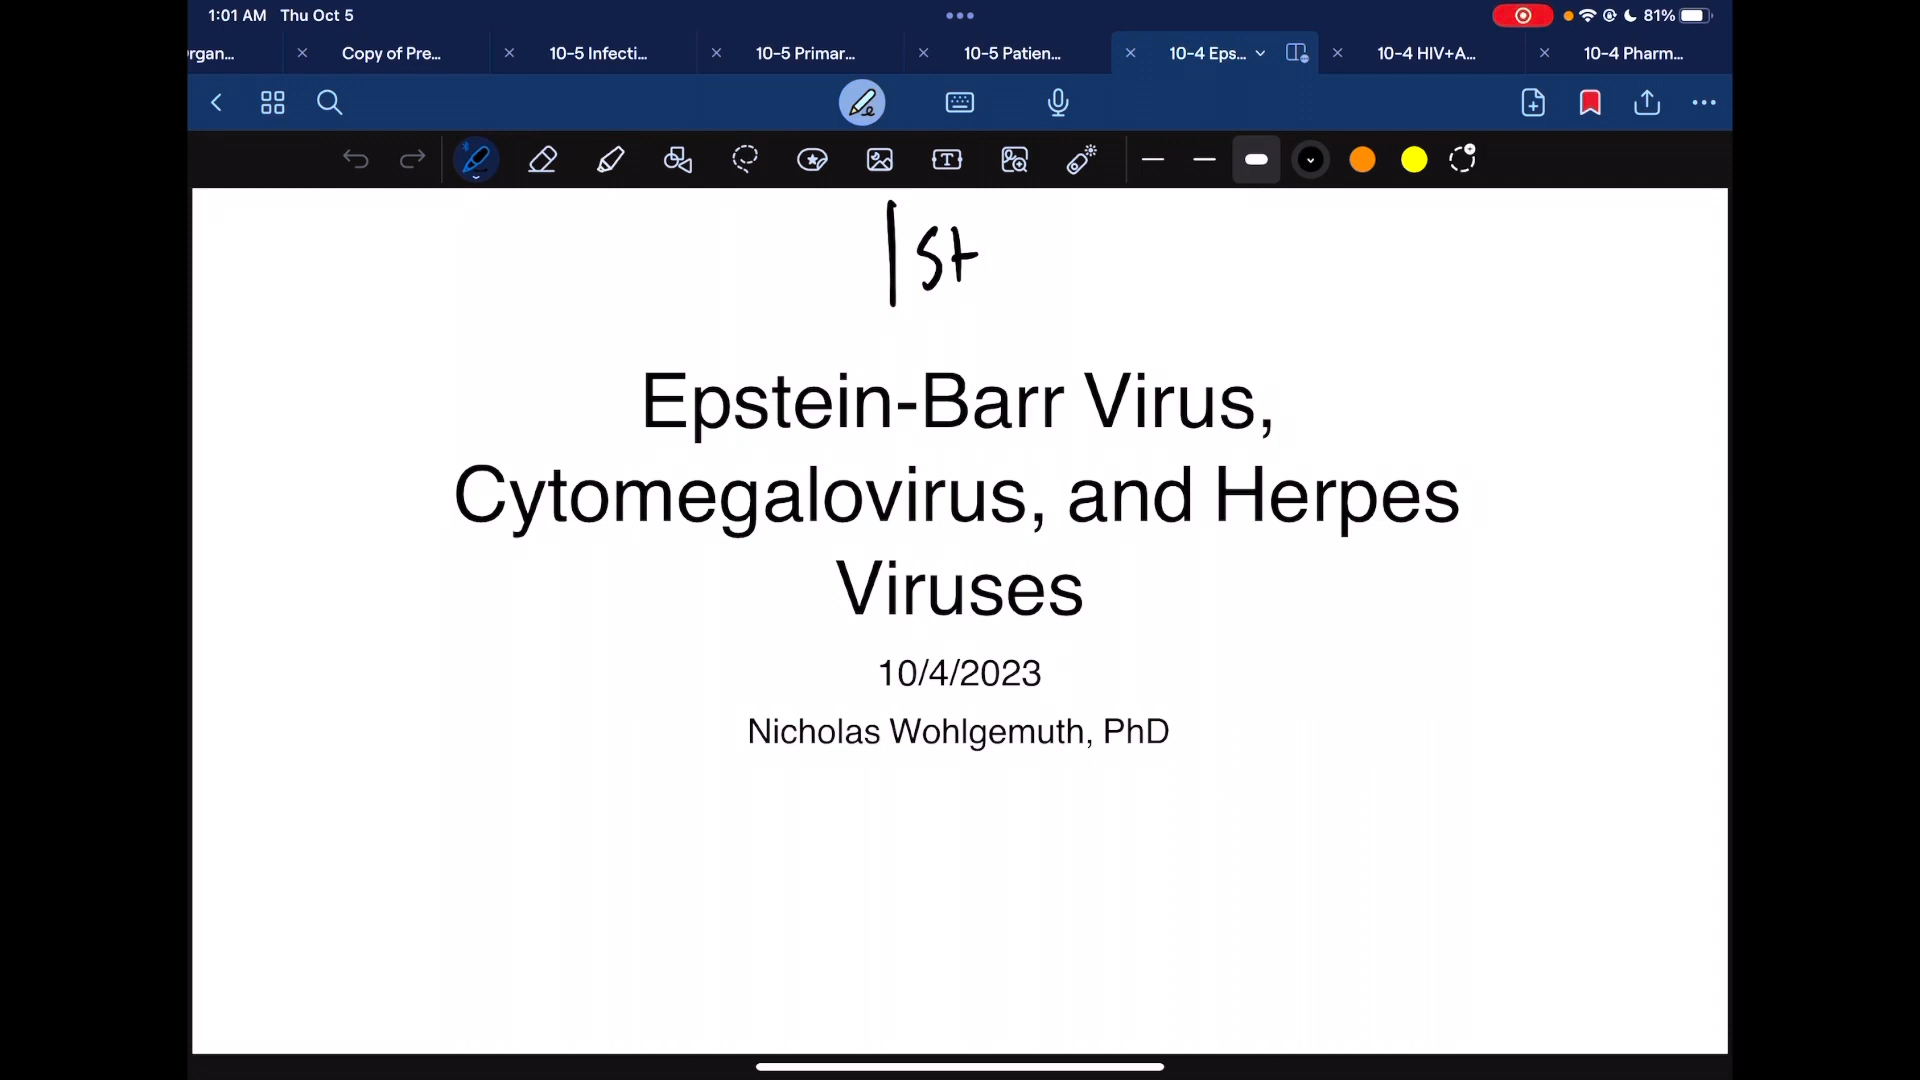 1:01 AM Thu Oct 5
81%
rgan...
Copy of Pre...
10-5 Infecti...
10-5 Primar...
10-5 Patien...
10-4 Eps...
10-4 HIV+A...
10-4 Pharm...
1st
Epstein-Barr Virus,
Cytomegalovirus, and Herpes
Viruses
10/4/2023
Nicholas Wohlgemuth, PhD